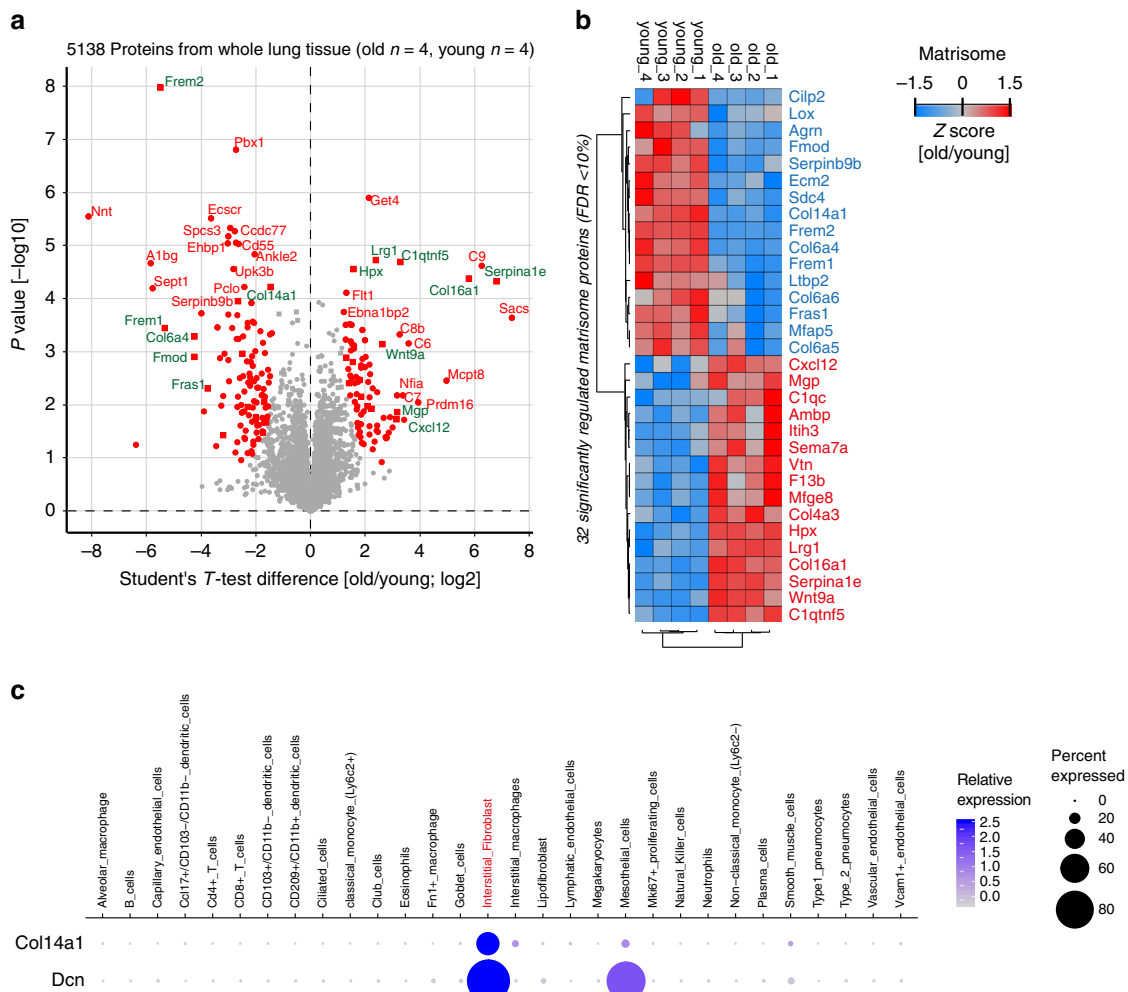 a
5138 Proteins from whole lung tissue (old n = 4, young n = 4)
P value [−log10]
8
7
6
5
4
3
2
1
0
Frem2
Pbx1
Get4
Nnt
Ecscr
Spcs3
Ccdc77
Ehbp1
Cd55
Ankle2
A1bg
Upk3b
Lrg1
C1qtnf5
Hpx
C9
Serpina1e
Sept1
Pclo
Col14a1
Flt1
Col16a1
Serpinb9b
Ebna1bp2
Sacs
Frem1
C8b
Col6a4
C6
Wnt9a
Fmod
Mcpt8
Fras1
Nfia
C7
Prdm16
Mgp
Cxcl12
−8
−6
−4
−2
0
2
4
6
8
Student's T-test difference [old/young; log2]
b
young_4
young_3
young_2
young_1
old_4
old_3
old_2
old_1
Matrisome
−1.5
0
1.5
Z score
[old/young]
32 significantly regulated matrisome proteins (FDR <10%)
Cilp2
Lox
Agrn
Fmod
Serpinb9b
Ecm2
Sdc4
Col14a1
Frem2
Col6a4
Frem1
Ltbp2
Col6a6
Fras1
Mfap5
Col6a5
Cxcl12
Mgp
C1qc
Ambp
Itih3
Sema7a
Vtn
F13b
Mfge8
Col4a3
Hpx
Lrg1
Col16a1
Serpina1e
Wnt9a
C1qtnf5
c
Alveolar_macrophage
B_cells
Capillary_endothelial_cells
Ccl17+/CD103−/CD11b−_dendritic_cells
Cd4+_T_cells
CD8+_T_cells
CD103+/CD11b−_dendritic_cells
CD209+/CD11b+_dendritic_cells
Ciliated_cells
classical_monocyte_(Ly6c2+)
Club_cells
Eosinophils
Fn1+_macrophage
Goblet_cells
Interstitial_Fibroblast
Interstitial_macrophages
Lipofibroblast
Lymphatic_endothelial_cells
Megakaryocytes
Mesothelial_cells
Mki67+_proliferating_cells
Natural_Killer_cells
Neutrophils
Non−classical_monocyte_(Ly6c2−)
Plasma_cells
Smooth_muscle_cells
Type1_pneumocytes
Type_2_pneumocytes
Vascular_endothelial_cells
Vcam1+_endothelial_cells
Col14a1
Dcn
Relative
expression
2.5
2.0
1.5
1.0
0.5
0.0
Percent
expressed
0
20
40
60
80